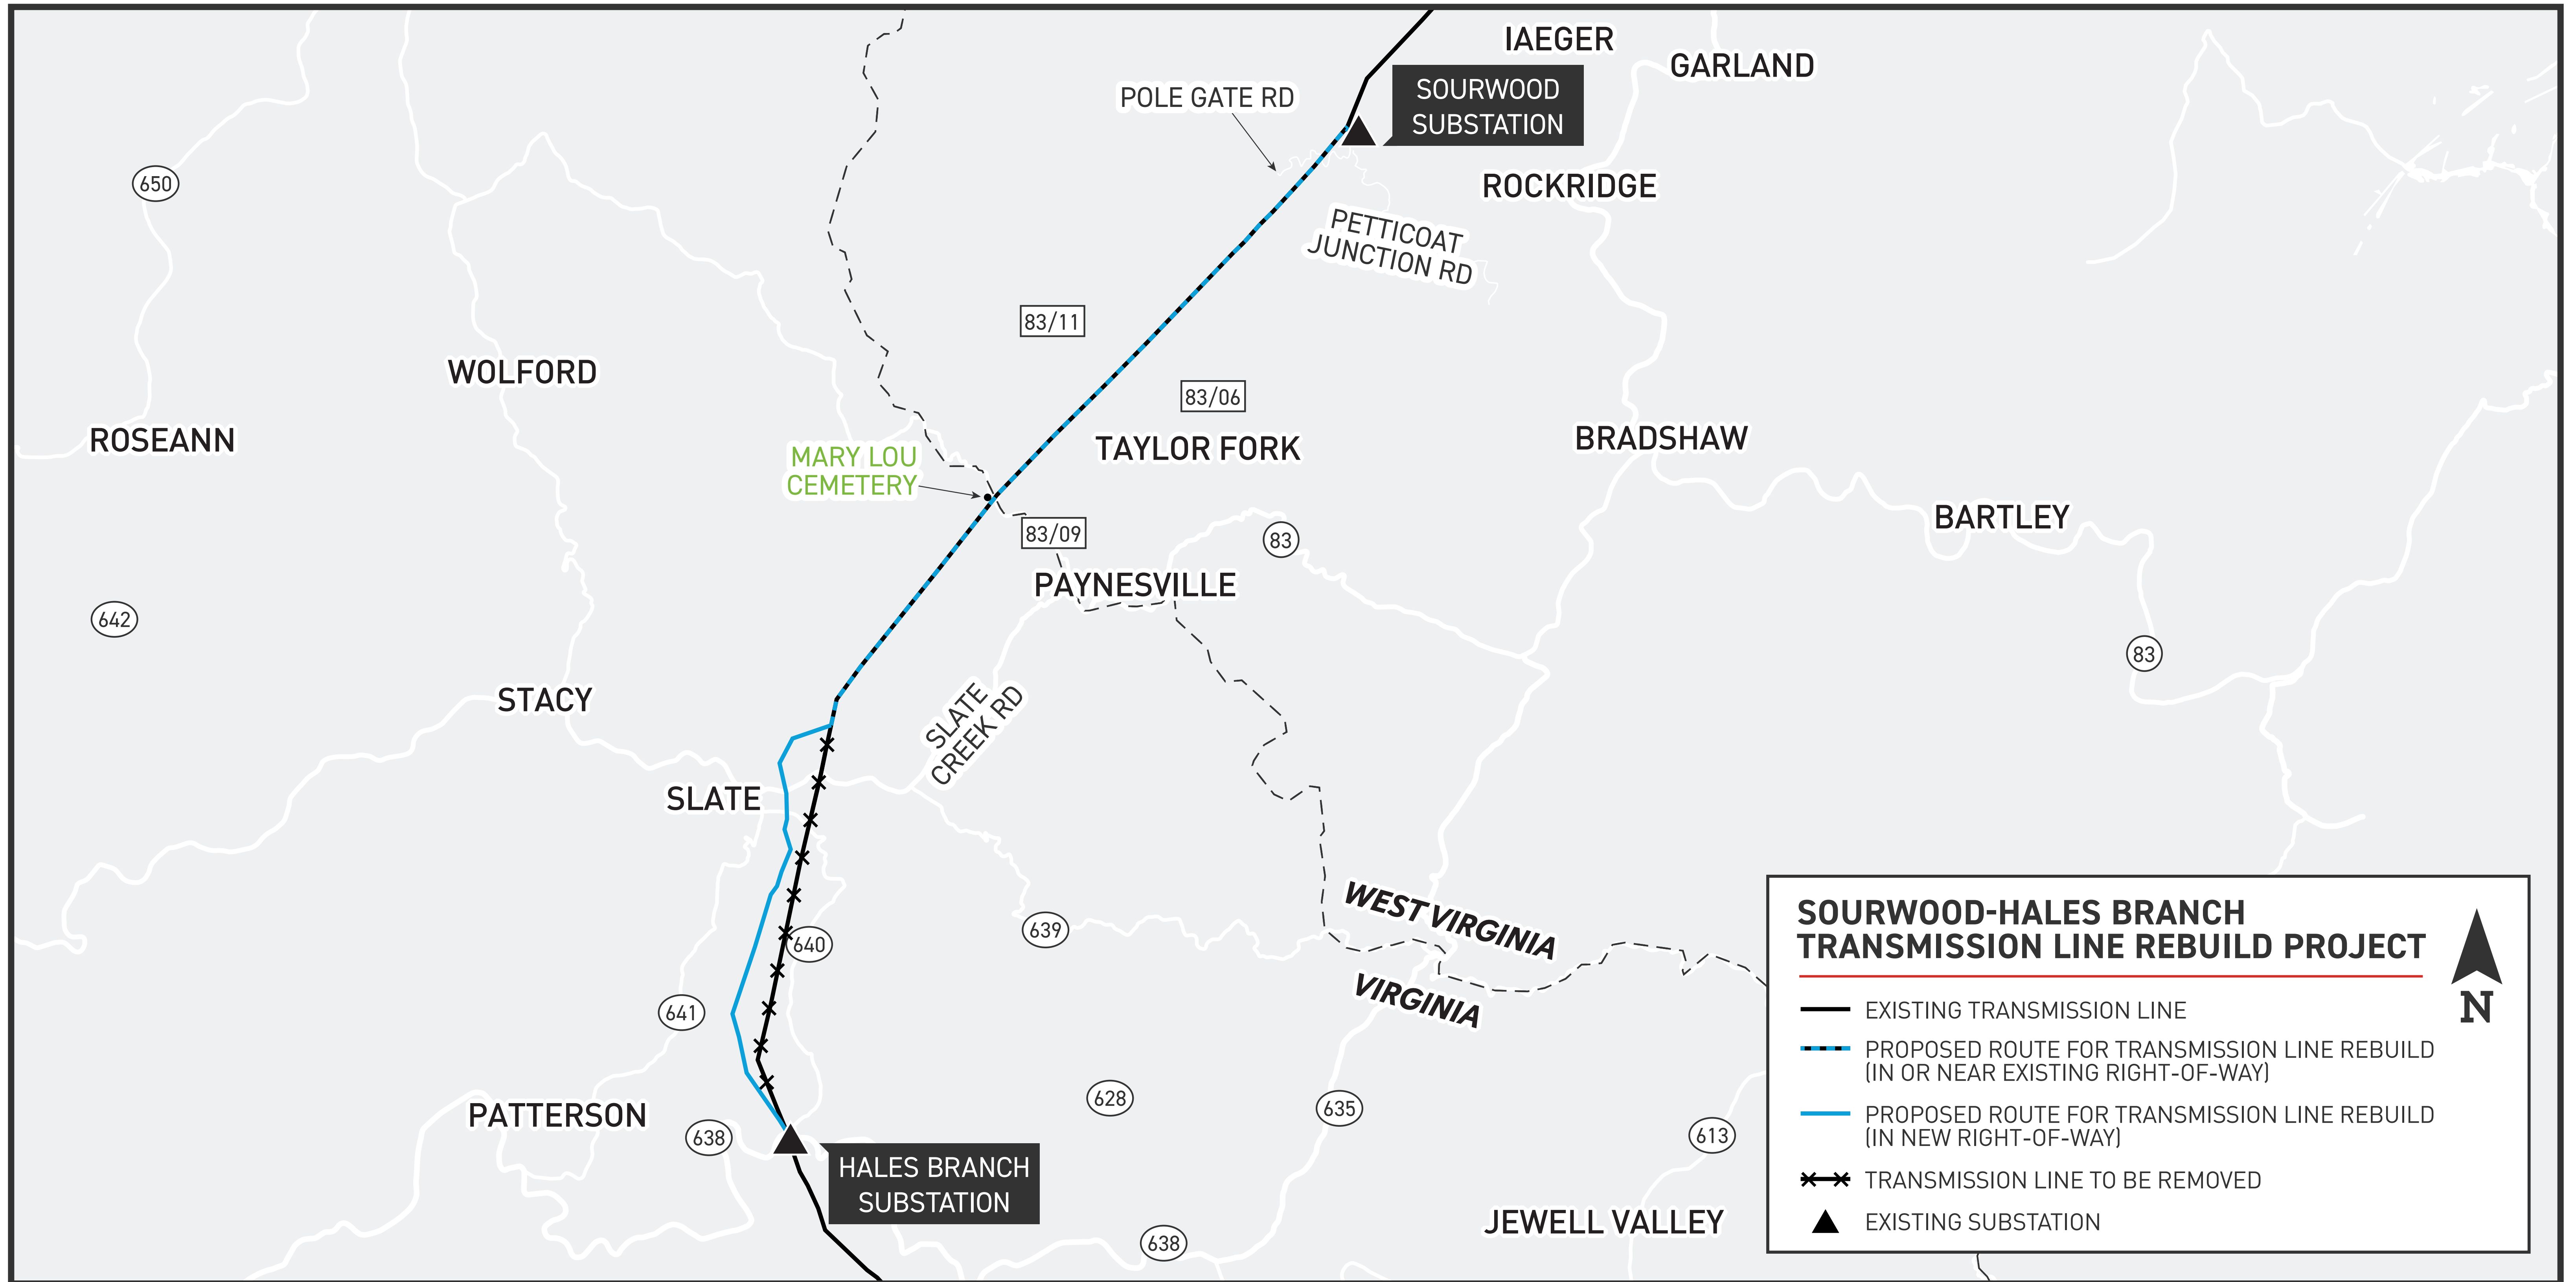 IAEGER
GARLAND
SOURWOOD
SUBSTATION
POLE GATE RD
650
ROCKRIDGE
PETTICOAT
JUNCTION RD
83/11
WOLFORD
83/06
ROSEANN
TAYLOR FORK
BRADSHAW
MARY LOU
CEMETERY
BARTLEY
83/09
83
PAYNESVILLE
642
83
STACY
SLATE
CREEK RD
SLATE
WEST VIRGINIA
639
640
VIRGINIA
641
628
635
PATTERSON
638
613
HALES BRANCH
SUBSTATION
JEWELL VALLEY
638
SOURWOOD-HALES BRANCH
TRANSMISSION LINE REBUILD PROJECT
N
EXISTING TRANSMISSION LINE
PROPOSED ROUTE FOR TRANSMISSION LINE REBUILD
(IN OR NEAR EXISTING RIGHT-OF-WAY)
PROPOSED ROUTE FOR TRANSMISSION LINE REBUILD
(IN NEW RIGHT-OF-WAY)
TRANSMISSION LINE TO BE REMOVED
EXISTING SUBSTATION